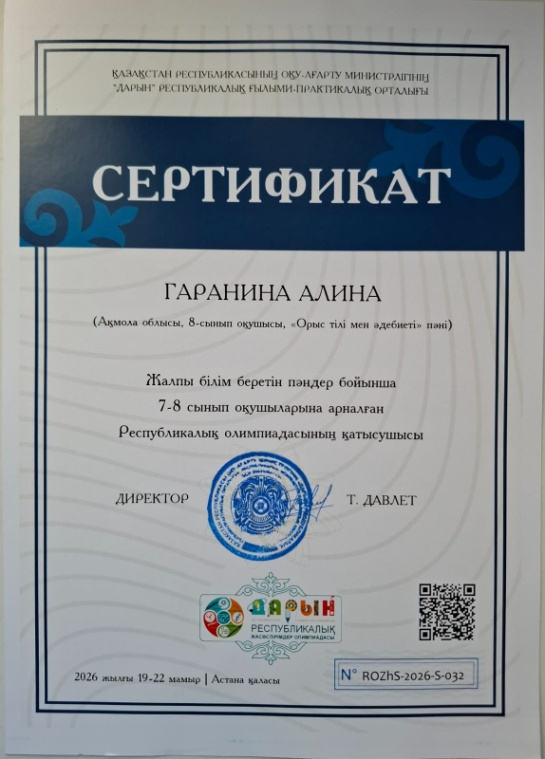 ҚАЗАҚСТАН РЕСПУБЛИКАСЫНЫҢ ОҚУ-АҒАРТУ МИНИСТРЛІГІНІҢ
"ДАРЫН" РЕСПУБЛИКАЛЫҚ ҒЫЛЫМИ-ПРАКТИКАЛЫҚ ОРТАЛЫҒЫ
СЕРТИФИКАТ
ГАРАНИНА АЛИНА
(Ақмола облысы, 8-сынып оқушысы, «Орыс тілі мен әдебиеті» пәні)
Жалпы білім беретін пәндер бойынша
7-8 сынып оқушыларына арналған
Республикалық олимпиадасының қатысушысы
ДИРЕКТОР Т. ДАВЛЕТ
ДАРЫН
РЕСПУБЛИКАЛЫҚ
ЖАСӨСПІРІМДЕР ОЛИМПИАДАСЫ
2026 жылғы 19-22 мамыр | Астана қаласы
N° ROZhS-2026-S-032